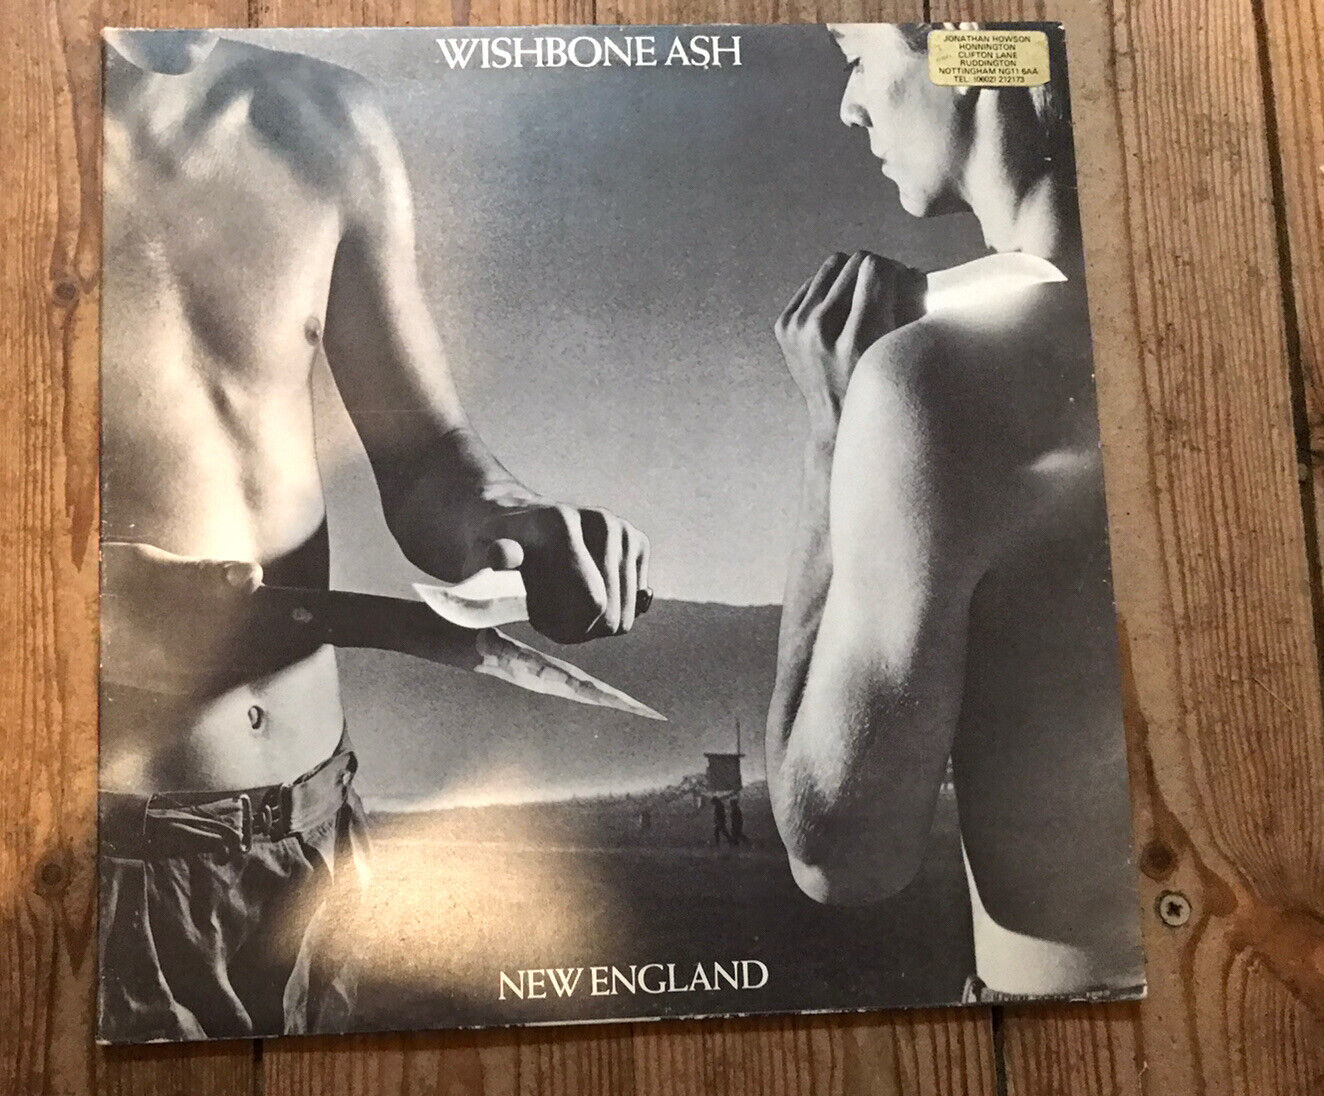 WISHBONE ASH
JONATHAN HOWSON
HONNINGTON
CLIFTON LANE
RUDDINGTON
NOTTINGHAM NG11 6AA
TEL: (0602) 212173
NEW ENGLAND